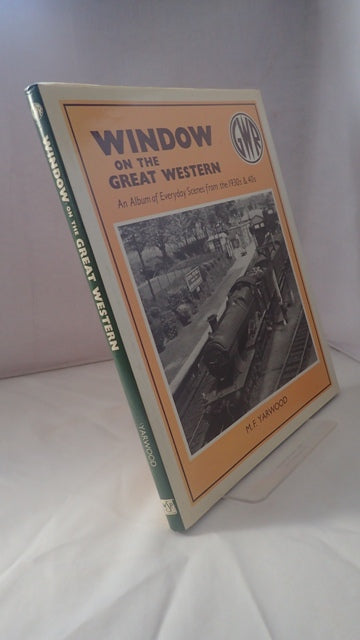 WINDOW
ON THE
GREAT WESTERN
An Album of Everyday Scenes from the 1930s & 40s
GWR
M.F. YARWOOD
WINDOW ON THE GREAT WESTERN
YARWOOD